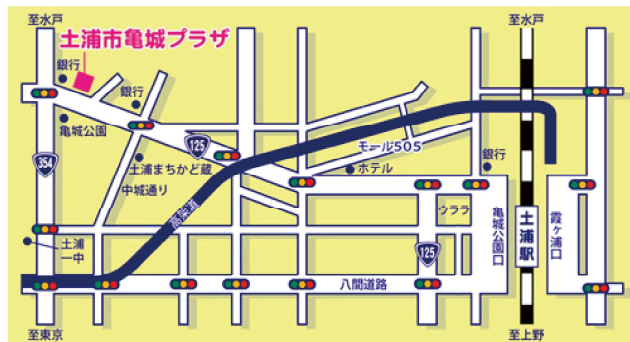 至水戸
至水戸
土浦市亀城プラザ
銀行
銀行
亀城公園
125
354
土浦まちかど蔵
中城通り
モール505
ホテル
銀行
高架道
ウララ
亀城公園口
土浦駅
霞ヶ浦口
土浦
一中
125
八間道路
至東京
至上野